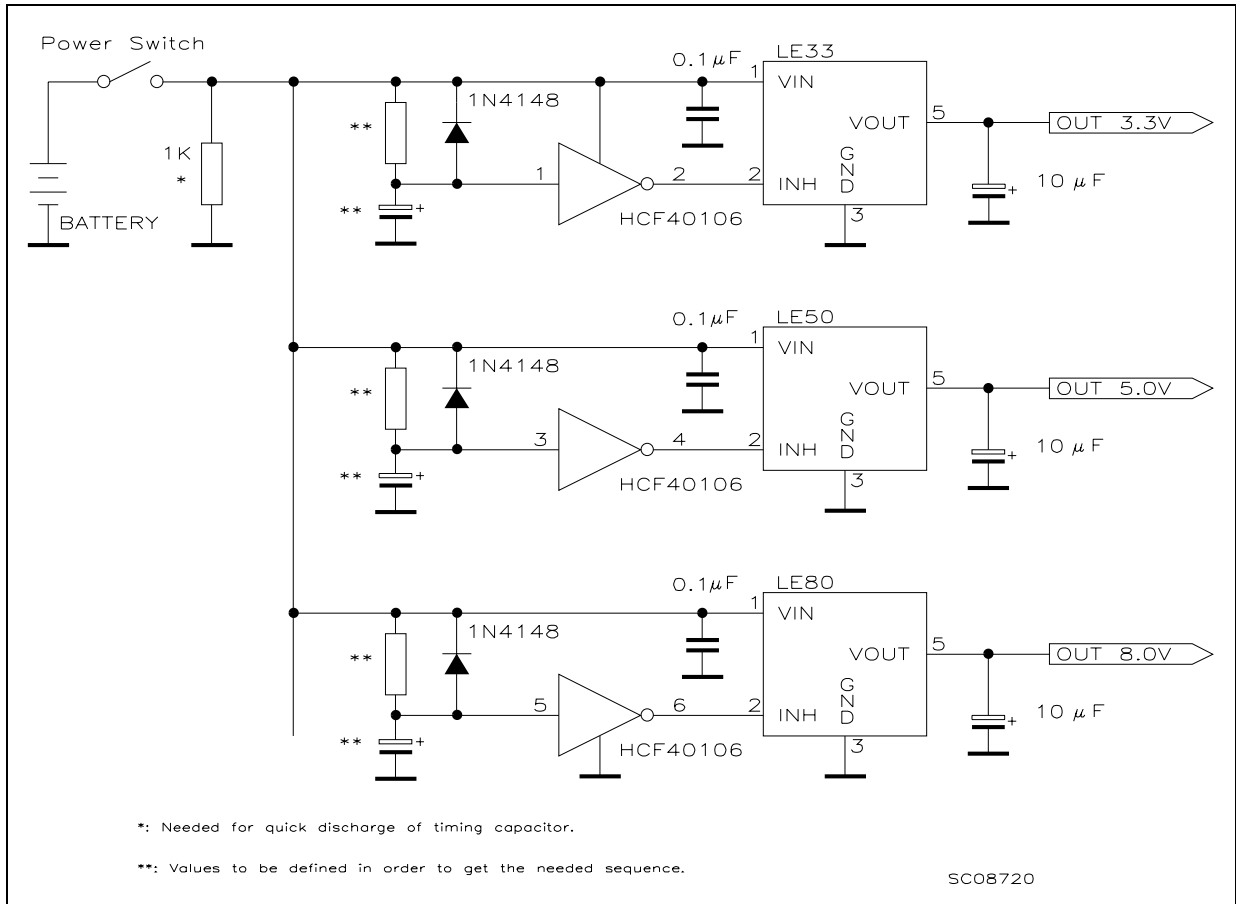 Power Switch
1K
*
BATTERY
**
1N4148
**
1
2
HCF40106
0.1μF
LE33
1
VIN
VOUT
5
2
INH
GND
3
OUT 3.3V
+
10 μF
+
**
1N4148
**
+
3
4
HCF40106
0.1μF
LE50
1
VIN
VOUT
5
2
INH
GND
3
OUT 5.0V
+
10 μF
**
1N4148
**
+
5
6
HCF40106
0.1μF
LE80
1
VIN
VOUT
5
2
INH
GND
3
OUT 8.0V
+
10 μF
*: Needed for quick discharge of timing capacitor.
**: Values to be defined in order to get the needed sequence.
SC08720